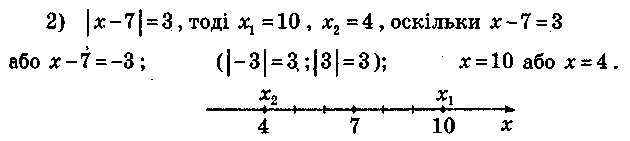 2) |x−7|=3, тоді x₁=10, x₂=4, оскільки x−7=3
або x−7=−3; (|−3|=3; |3|=3); x=10 або x=4.
x₂ x₁
4 7 10 x